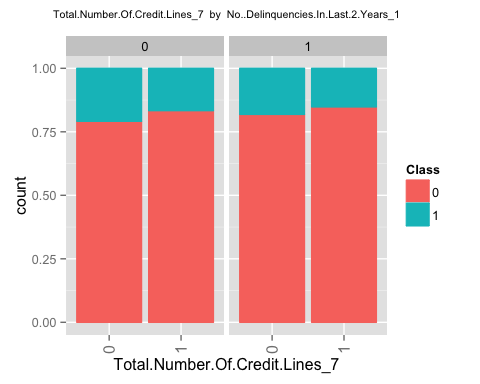 Total.Number.Of.Credit.Lines_7 by No..Delinquencies.In.Last.2.Years_1
0 1
1.00
0.75
0.50
0.25
0.00
count
0 1 0 1
Total.Number.Of.Credit.Lines_7
Class
0
1